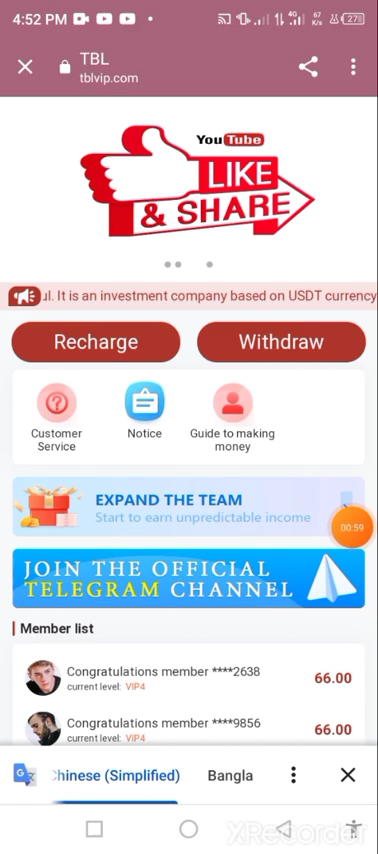 4:52 PM
4G
67
K/s
27
TBL
tblvip.com
YouTube
LIKE
& SHARE
ul. It is an investment company based on USDT currency
Recharge
Withdraw
Customer
Service
Notice
Guide to making
money
EXPAND THE TEAM
Start to earn unpredictable income
00:59
JOIN THE OFFICIAL
TELEGRAM CHANNEL
Member list
Congratulations member ****2638
current level: VIP4
66.00
Congratulations member ****9856
current level: VIP4
66.00
Chinese (Simplified)
Bangla
XRecorder